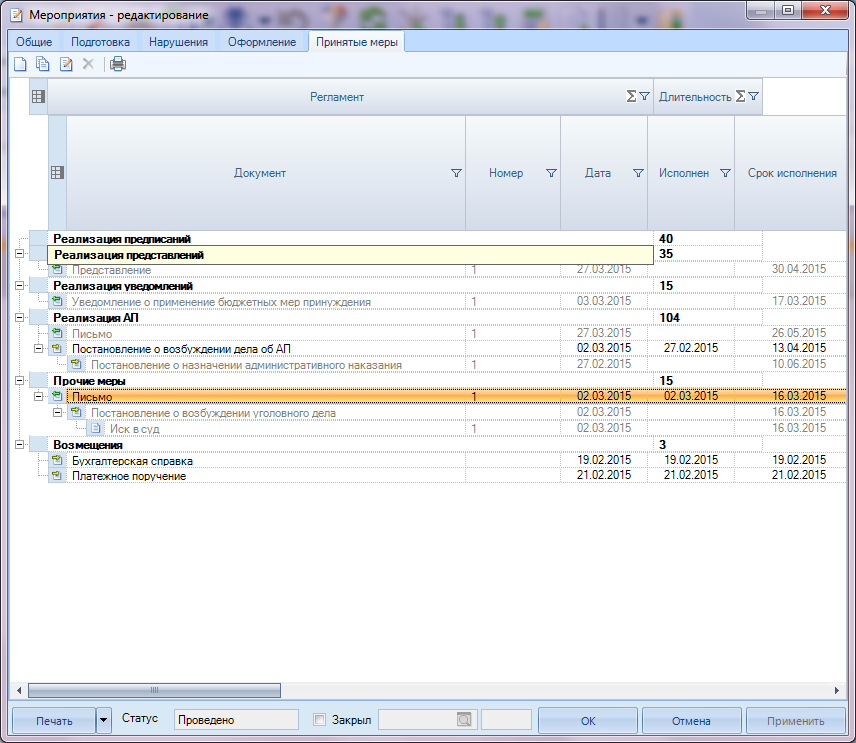 Мероприятия - редактирование
Общие Подготовка Нарушения Оформление Принятые меры
Регламент Σ Длительность Σ
Документ Номер Дата Исполнен Срок исполнения
Реализация предписаний 40
Реализация представлений 35
Представление 1 27.03.2015 30.04.2015
Реализация уведомлений 15
Уведомление о применение бюджетных мер принуждения 1 03.03.2015 17.03.2015
Реализация АП 104
Письмо 1 27.03.2015 26.05.2015
Постановление о возбуждении дела об АП 02.03.2015 27.02.2015 13.04.2015
Постановление о назначении административного наказания 1 27.02.2015 10.06.2015
Прочие меры 15
Письмо 1 02.03.2015 02.03.2015 16.03.2015
Постановление о возбуждении уголовного дела 02.03.2015 16.03.2015
Иск в суд 1 02.03.2015 16.03.2015
Возмещения 3
Бухгалтерская справка 19.02.2015 19.02.2015 19.02.2015
Платежное поручение 21.02.2015 21.02.2015 21.02.2015
Печать Статус Проведено Закрыл ОК Отмена Применить